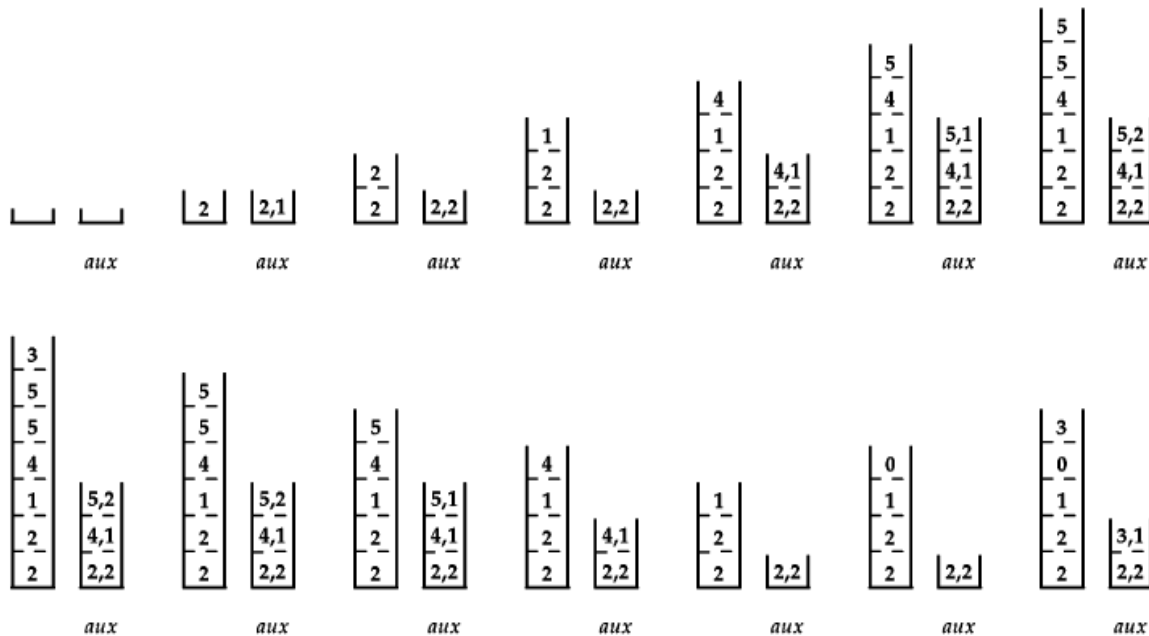 5
5 5
4 4 4
1 1 1 5,1 1 5,2
2 2 2 4,1 2 4,1 2 4,1
2 2,1 2 2,2 2 2,2 2 2,2 2 2,2 2 2,2
aux aux aux aux aux aux aux
3
5 5
5 5 5 3
4 4 4 4 0 0
1 5,2 1 5,2 1 5,1 1 1 1 1
2 4,1 2 4,1 2 4,1 2 4,1 2 2 2 3,1
2 2,2 2 2,2 2 2,2 2 2,2 2 2,2 2 2,2 2 2,2
aux aux aux aux aux aux aux